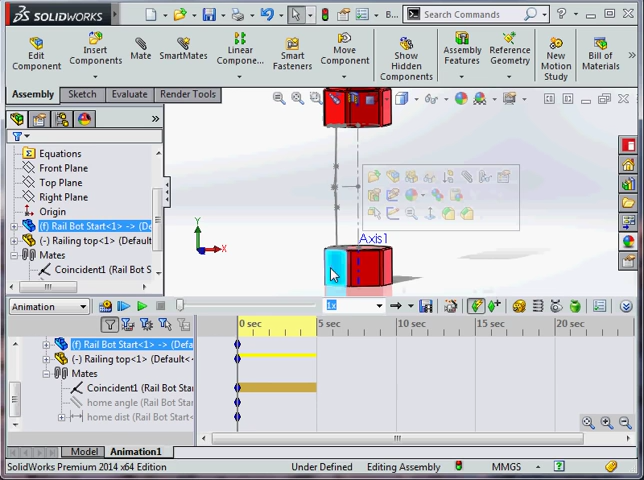 SOLIDWORKS
B...
Search Commands
Edit Component
Insert Components
Mate
SmartMates
Linear Compone...
Smart Fasteners
Move Component
Show Hidden Components
Assembly Features
Reference Geometry
New Motion Study
Bill of Materials
Assembly
Sketch
Evaluate
Render Tools
Equations
Front Plane
Top Plane
Right Plane
Origin
(f) Rail Bot Start<1> -> (De
(-) Railing top<1> (Default<
Mates
Coincident1 (Rail Bot Sta
Axis1
Y
X
Animation
1x
0 sec
5 sec
10 sec
15 sec
20 sec
(f) Rail Bot Start<1> -> (Defa
(-) Railing top<1> (Default<
Mates
Coincident1 (Rail Bot Star
home angle (Rail Bot Sta
home dist (Rail Bot Start<
Model
Animation1
SolidWorks Premium 2014 x64 Edition
Under Defined
Editing Assembly
MMGS